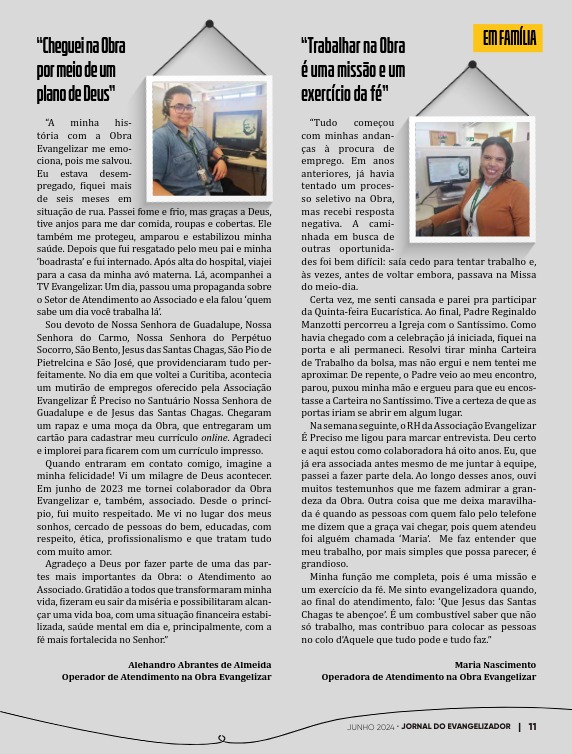 EM FAMÍLIA
“Cheguei na Obra
por meio de um
plano de Deus”
“A minha his-
tória com a Obra
Evangelizar me emo-
ciona, pois me salvou.
Eu estava desem-
pregado, fiquei mais
de seis meses em
situação de rua. Passei fome e frio, mas graças a Deus,
tive anjos para me dar comida, roupas e cobertas. Ele
também me protegeu, amparou e estabilizou minha
saúde. Depois que fui resgatado pelo meu pai e minha
‘boadrasta’ e fui internado. Após alta do hospital, viajei
para a casa da minha avó materna. Lá, acompanhei a
TV Evangelizar. Um dia, passou uma propaganda sobre
o Setor de Atendimento ao Associado e ela falou ‘quem
sabe um dia você trabalha lá’.
Sou devoto de Nossa Senhora de Guadalupe, Nossa
Senhora do Carmo, Nossa Senhora do Perpétuo
Socorro, São Bento, Jesus das Santas Chagas, São Pio de
Pietrelcina e São José, que providenciaram tudo per-
feitamente. No dia em que voltei a Curitiba, acontecia
um mutirão de empregos oferecido pela Associação
Evangelizar É Preciso no Santuário Nossa Senhora de
Guadalupe e de Jesus das Santas Chagas. Chegaram
um rapaz e uma moça da Obra, que entregaram um
cartão para cadastrar meu currículo online. Agradeci
e implorei para ficarem com um currículo impresso.
Quando entraram em contato comigo, imagine a
minha felicidade! Vi um milagre de Deus acontecer.
Em junho de 2023 me tornei colaborador da Obra
Evangelizar e, também, associado. Desde o princí-
pio, fui muito respeitado. Me vi no lugar dos meus
sonhos, cercado de pessoas do bem, educadas, com
respeito, ética, profissionalismo e que tratam tudo
com muito amor.
Agradeço a Deus por fazer parte de uma das par-
tes mais importantes da Obra: o Atendimento ao
Associado. Gratidão a todos que transformaram minha
vida, fizeram eu sair da miséria e possibilitaram alcan-
çar uma vida boa, com uma situação financeira estabi-
lizada, saúde mental em dia e, principalmente, com a
fé mais fortalecida no Senhor.”
Alehandro Abrantes de Almeida
Operador de Atendimento na Obra Evangelizar
“Trabalhar na Obra
é uma missão e um
exercício da fé”
“Tudo começou
com minhas andan-
ças à procura de
emprego. Em anos
anteriores, já havia
tentado um proces-
so seletivo na Obra,
mas recebi resposta
negativa. A cami-
nhada em busca de
outras oportunida-
des foi bem difícil: saía cedo para tentar trabalho e,
às vezes, antes de voltar embora, passava na Missa
do meio-dia.
Certa vez, me senti cansada e parei pra participar
da Quinta-feira Eucarística. Ao final, Padre Reginaldo
Manzotti percorreu a Igreja com o Santíssimo. Como
havia chegado com a celebração já iniciada, fiquei na
porta e ali permaneci. Resolvi tirar minha Carteira
de Trabalho da bolsa, mas não ergui e nem tentei me
aproximar. De repente, o Padre veio ao meu encontro,
parou, puxou minha mão e ergueu para que eu encos-
tasse a Carteira no Santíssimo. Tive a certeza de que as
portas iriam se abrir em algum lugar.
Na semana seguinte, o RH da Associação Evangelizar
É Preciso me ligou para marcar entrevista. Deu certo
e aqui estou como colaboradora há oito anos. Eu, que
já era associada antes mesmo de me juntar à equipe,
passei a fazer parte dela. Ao longo desses anos, ouvi
muitos testemunhos que me fazem admirar a gran-
deza da Obra. Outra coisa que me deixa maravilha-
da é quando as pessoas com quem falo pelo telefone
me dizem que a graça vai chegar, pois quem atendeu
foi alguém chamada ‘Maria’. Me faz entender que
meu trabalho, por mais simples que possa parecer, é
grandioso.
Minha função me completa, pois é uma missão e
um exercício da fé. Me sinto evangelizadora quando,
ao final do atendimento, falo: ‘Que Jesus das Santas
Chagas te abençoe’. É um combustível saber que não
só trabalho, mas contribuo para colocar as pessoas
no colo d’Aquele que tudo pode e tudo faz.”
Maria Nascimento
Operadora de Atendimento na Obra Evangelizar
JUNHO 2024 • JORNAL DO EVANGELIZADOR | 11